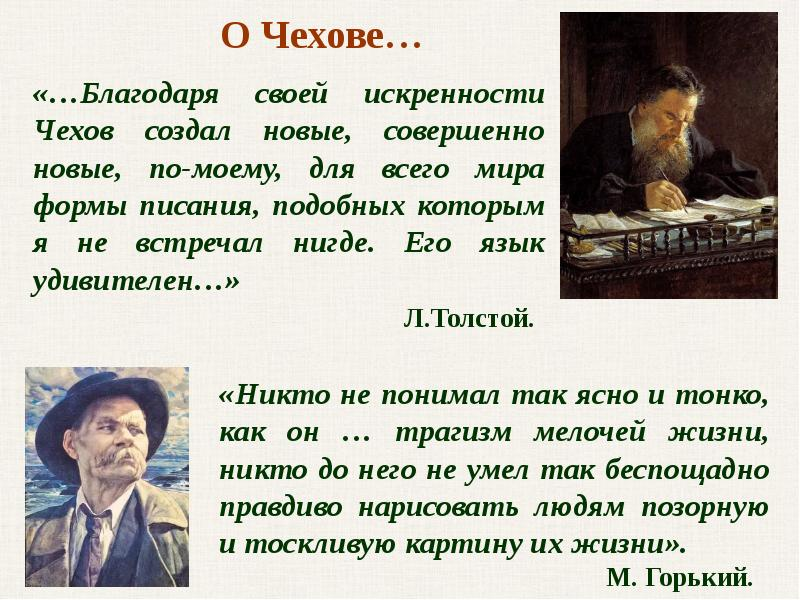 О Чехове…
«…Благодаря своей искренности
Чехов создал новые, совершенно
новые, по-моему, для всего мира
формы писания, подобных которым
я не встречал нигде. Его язык
удивителен…»
Л.Толстой.
«Никто не понимал так ясно и тонко,
как он … трагизм мелочей жизни,
никто до него не умел так беспощадно
правдиво нарисовать людям позорную
и тоскливую картину их жизни».
М. Горький.